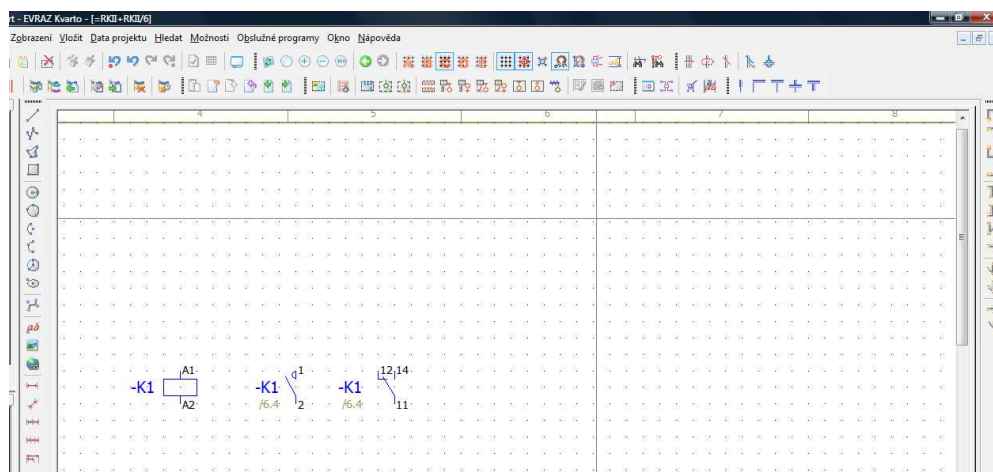 rt - EVRAZ Kvarto - [=RKII+RKII/6]
Zobrazení Vložit Data projektu Hledat Možnosti Obslužné programy Okno Nápověda
4 5 6 7 8
ab
A1
-K1
A2
-K1 1
/6.4 2
-K1 12 14
/6.4 11